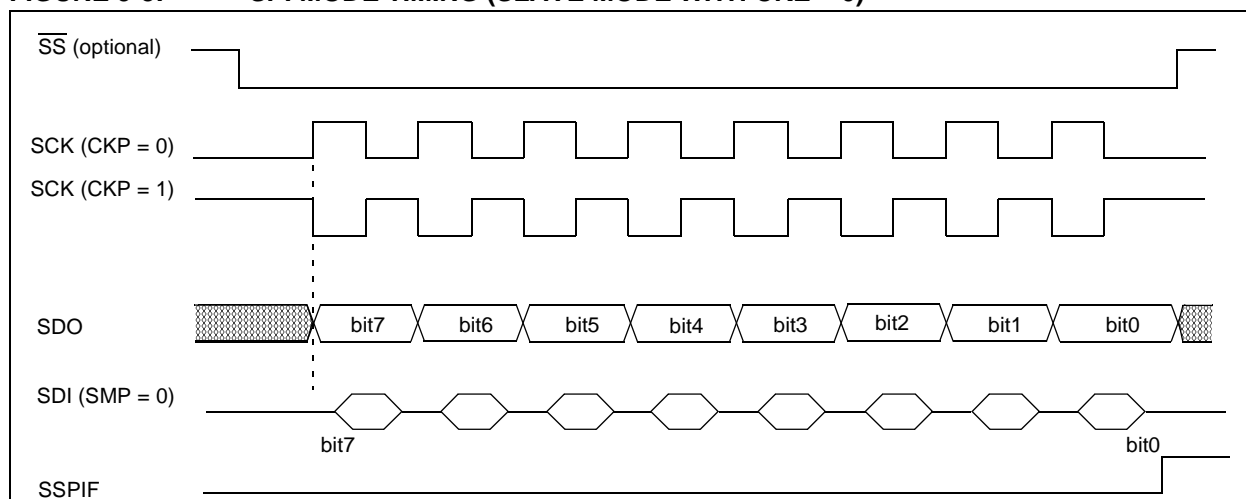 SS (optional)
SCK (CKP = 0)
SCK (CKP = 1)
SDO bit7 bit6 bit5 bit4 bit3 bit2 bit1 bit0
SDI (SMP = 0)
bit7 bit0
SSPIF